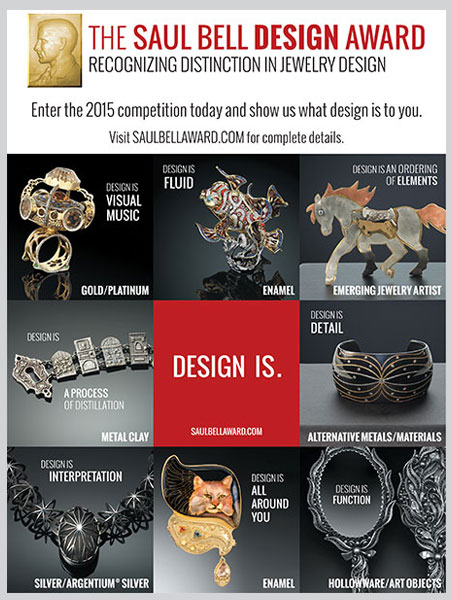 THE SAUL BELL DESIGN AWARD
RECOGNIZING DISTINCTION IN JEWELRY DESIGN
Enter the 2015 competition today and show us what design is to you.
Visit SAULBELLAWARD.COM for complete details.
DESIGN IS
VISUAL
MUSIC
GOLD/PLATINUM
DESIGN IS
FLUID
ENAMEL
DESIGN IS AN ORDERING
OF ELEMENTS
EMERGING JEWELRY ARTIST
DESIGN IS
A PROCESS
OF DISTILLATION
METAL CLAY
DESIGN IS.
SAULBELLAWARD.COM
DESIGN IS
DETAIL
ALTERNATIVE METALS/MATERIALS
DESIGN IS
INTERPRETATION
SILVER/ARGENTIUM® SILVER
DESIGN IS
ALL
AROUND
YOU
ENAMEL
DESIGN IS
FUNCTION
HOLLOWWARE/ART OBJECTS